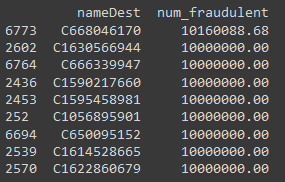 nameDest num_fraudulent
6773 C668046170 10160088.68
2602 C1630566944 10000000.00
6764 C666339947 10000000.00
2436 C1590217660 10000000.00
2453 C1595458981 10000000.00
252 C1056895901 10000000.00
6694 C650095152 10000000.00
2539 C1614528665 10000000.00
2570 C1622860679 10000000.00